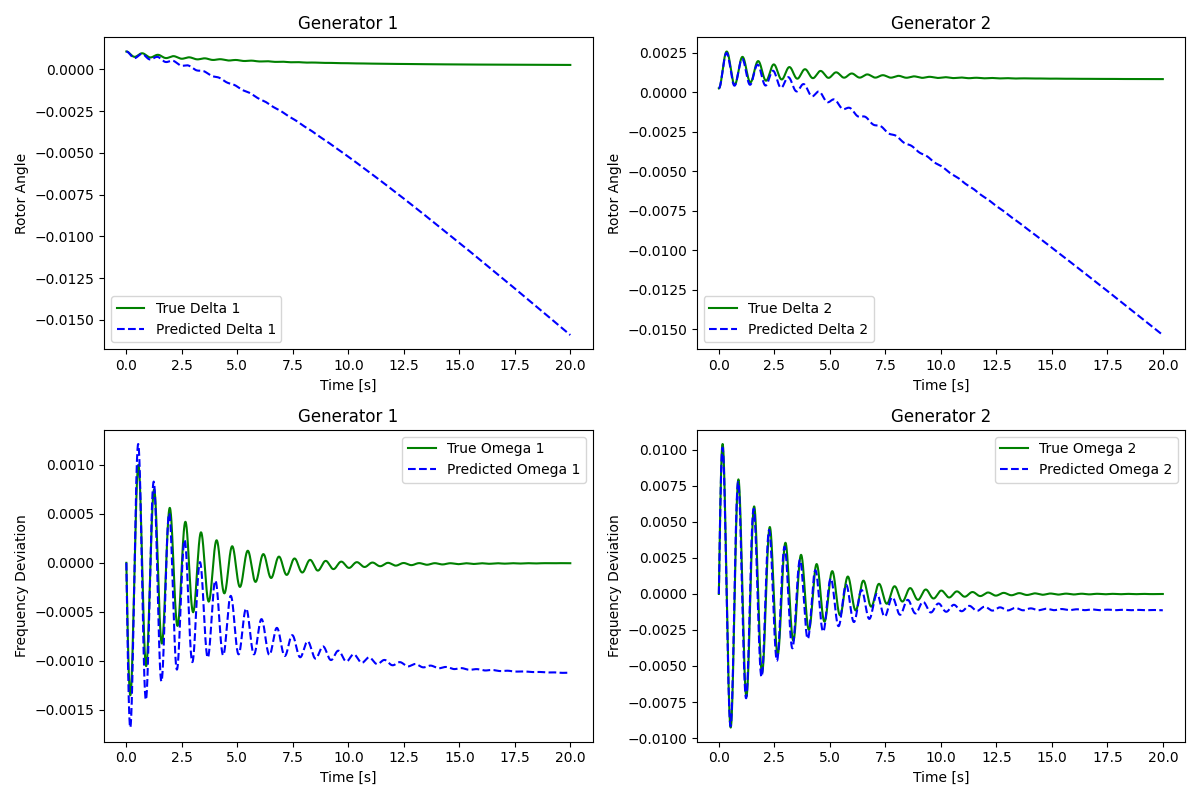 Generator 1
Rotor Angle
0.0000
−0.0025
−0.0050
−0.0075
−0.0100
−0.0125
−0.0150
True Delta 1
Predicted Delta 1
0.0 2.5 5.0 7.5 10.0 12.5 15.0 17.5 20.0
Time [s]
Generator 2
Rotor Angle
0.0025
0.0000
−0.0025
−0.0050
−0.0075
−0.0100
−0.0125
−0.0150
True Delta 2
Predicted Delta 2
0.0 2.5 5.0 7.5 10.0 12.5 15.0 17.5 20.0
Time [s]
Generator 1
Frequency Deviation
0.0010
0.0005
0.0000
−0.0005
−0.0010
−0.0015
True Omega 1
Predicted Omega 1
0.0 2.5 5.0 7.5 10.0 12.5 15.0 17.5 20.0
Time [s]
Generator 2
Frequency Deviation
0.0100
0.0075
0.0050
0.0025
0.0000
−0.0025
−0.0050
−0.0075
−0.0100
True Omega 2
Predicted Omega 2
0.0 2.5 5.0 7.5 10.0 12.5 15.0 17.5 20.0
Time [s]